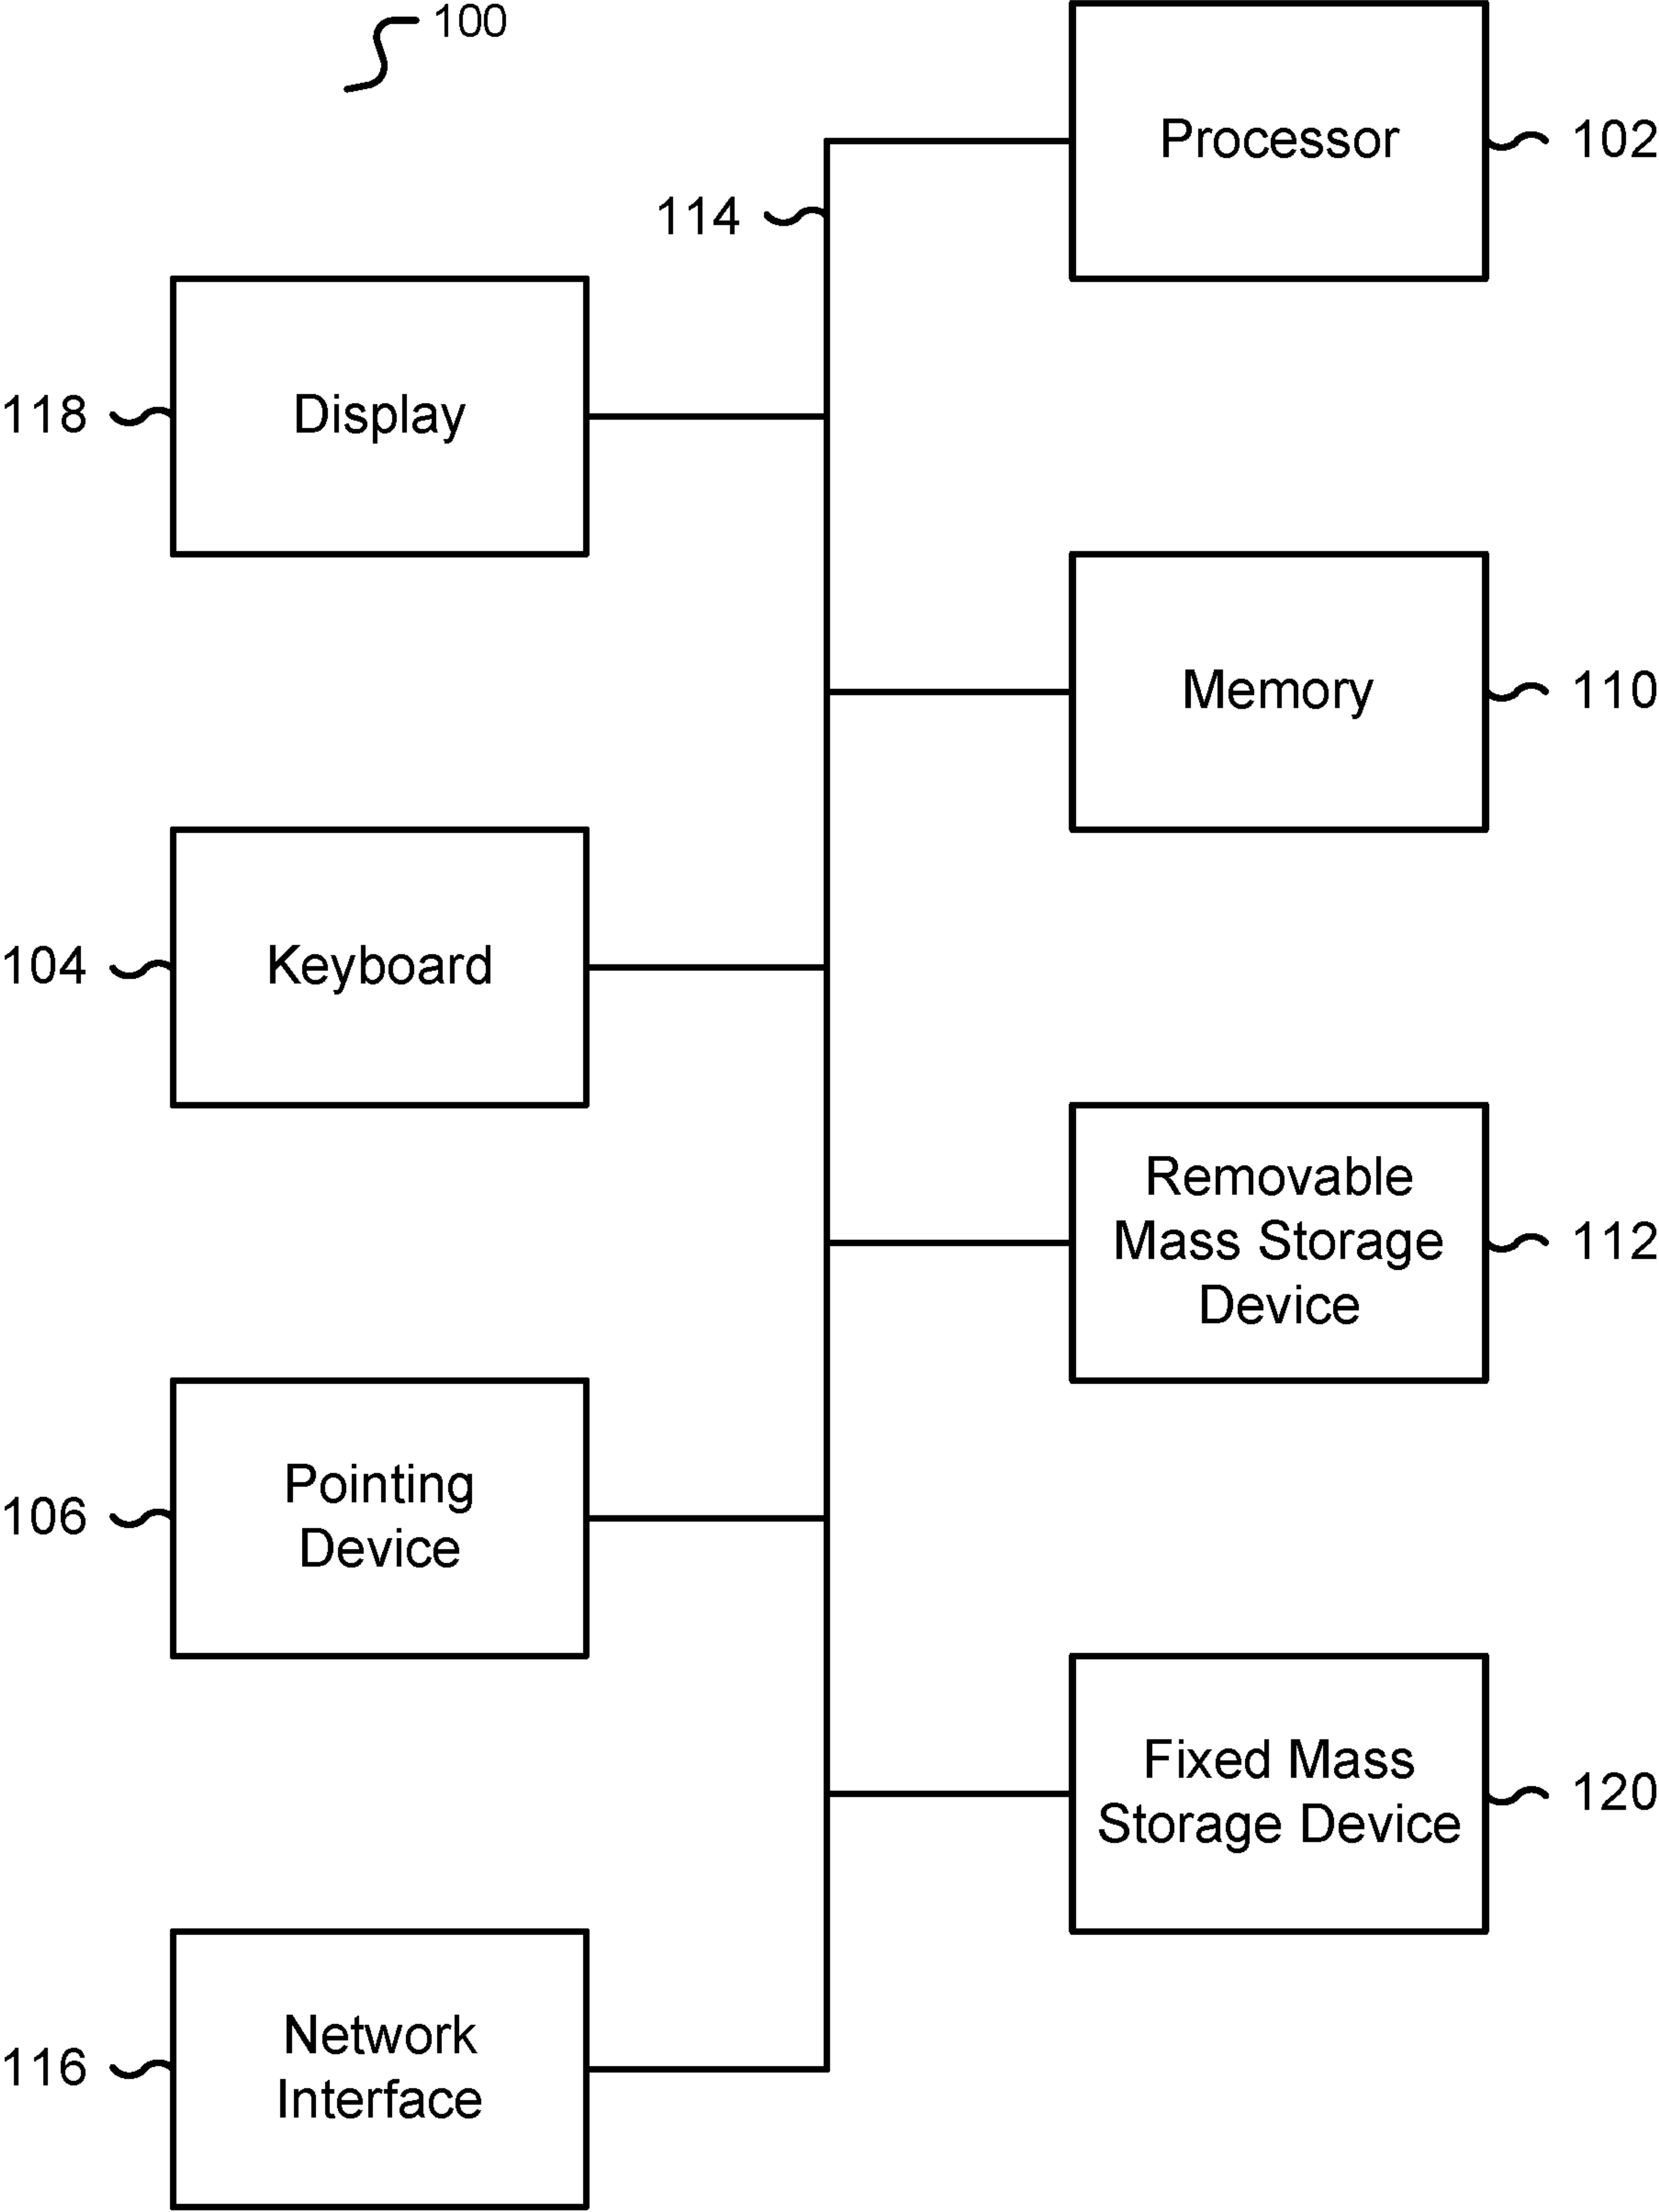 100
Processor
102
114
Display
118
Memory
110
Keyboard
104
Removable
Mass Storage
Device
112
Pointing
Device
106
Fixed Mass
Storage Device
120
Network
Interface
116